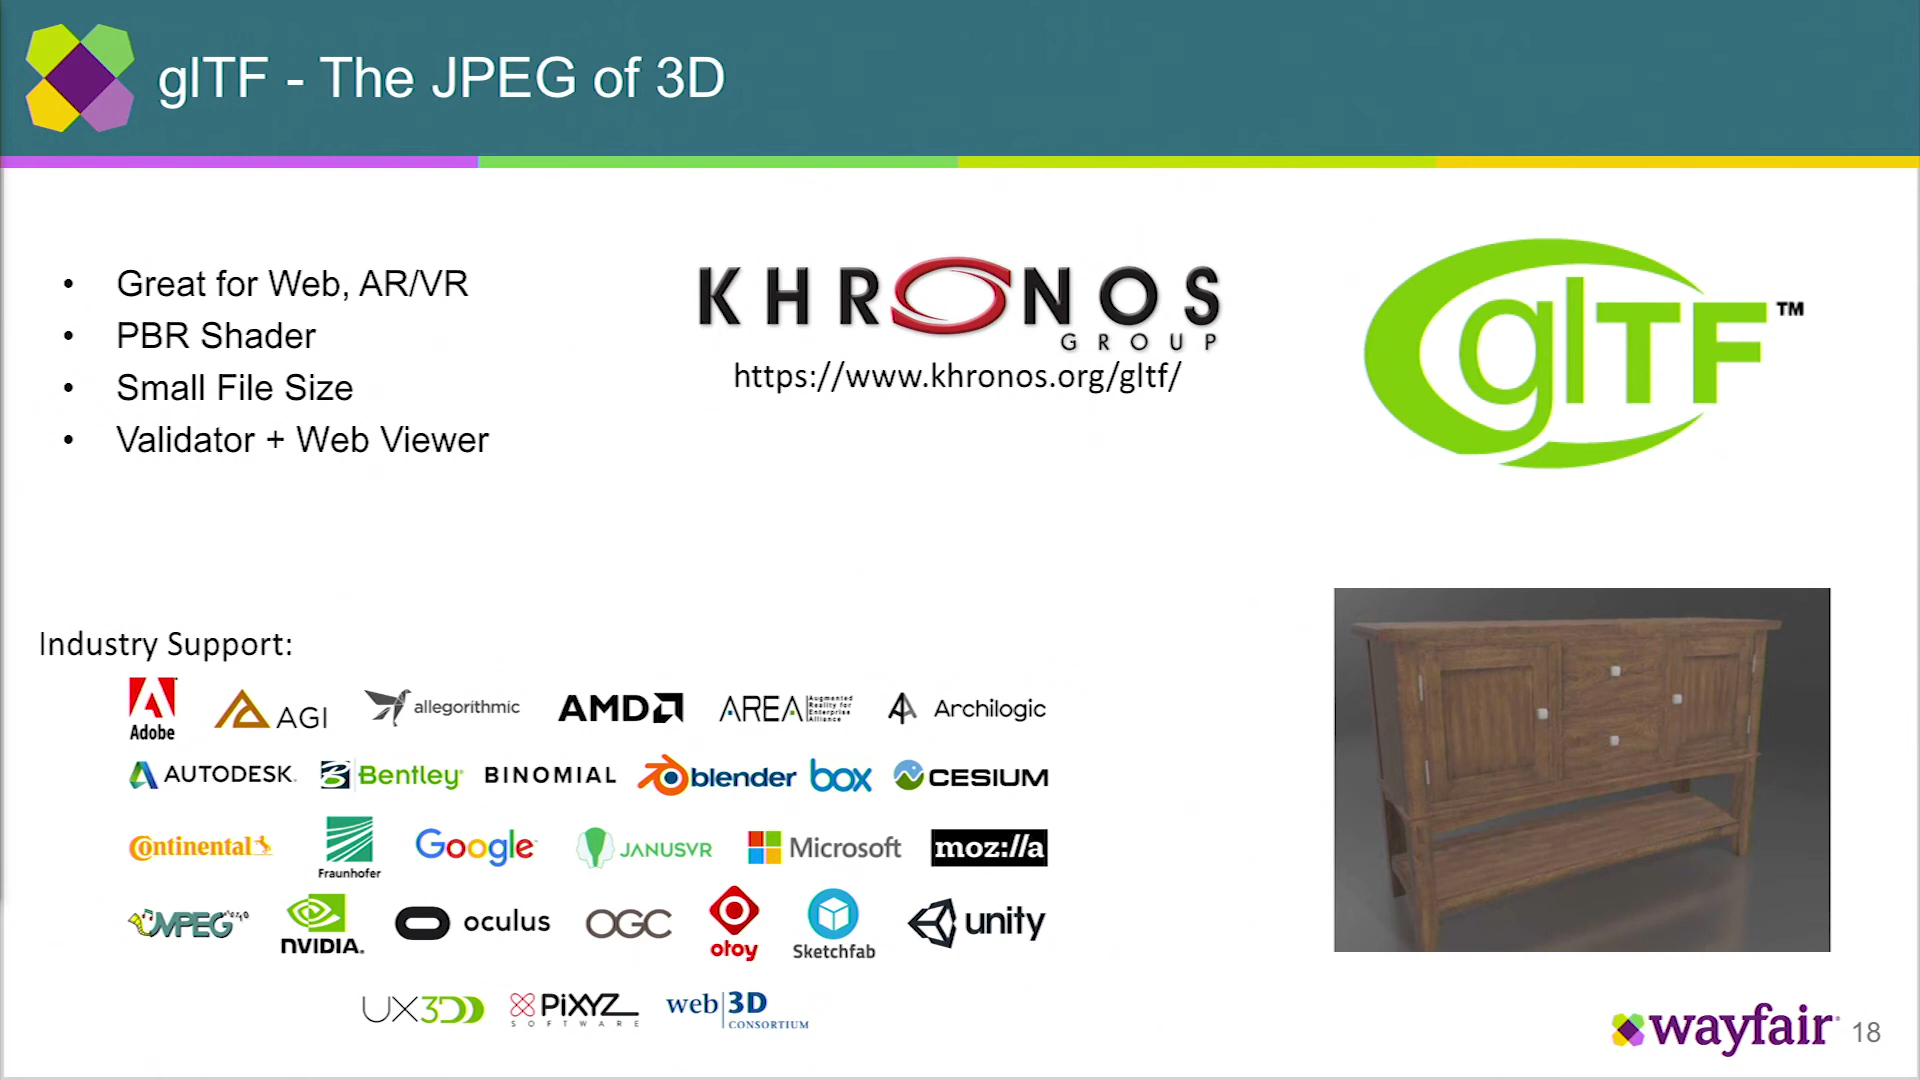 glTF - The JPEG of 3D
• Great for Web, AR/VR
• PBR Shader
• Small File Size
• Validator + Web Viewer
KHRONOS
GROUP
https://www.khronos.org/gltf/
glTF™
Industry Support:
Adobe AGI allegorithmic AMD AREA Augmented Reality for Enterprise Alliance Archilogic
AUTODESK. Bentley BINOMIAL blender box CESIUM
Continental Fraunhofer Google JANUSVR Microsoft moz://a
MPEG NVIDIA. oculus OGC otoy Sketchfab unity
UX3D PiXYZ SOFTWARE web 3D CONSORTIUM
wayfair 18